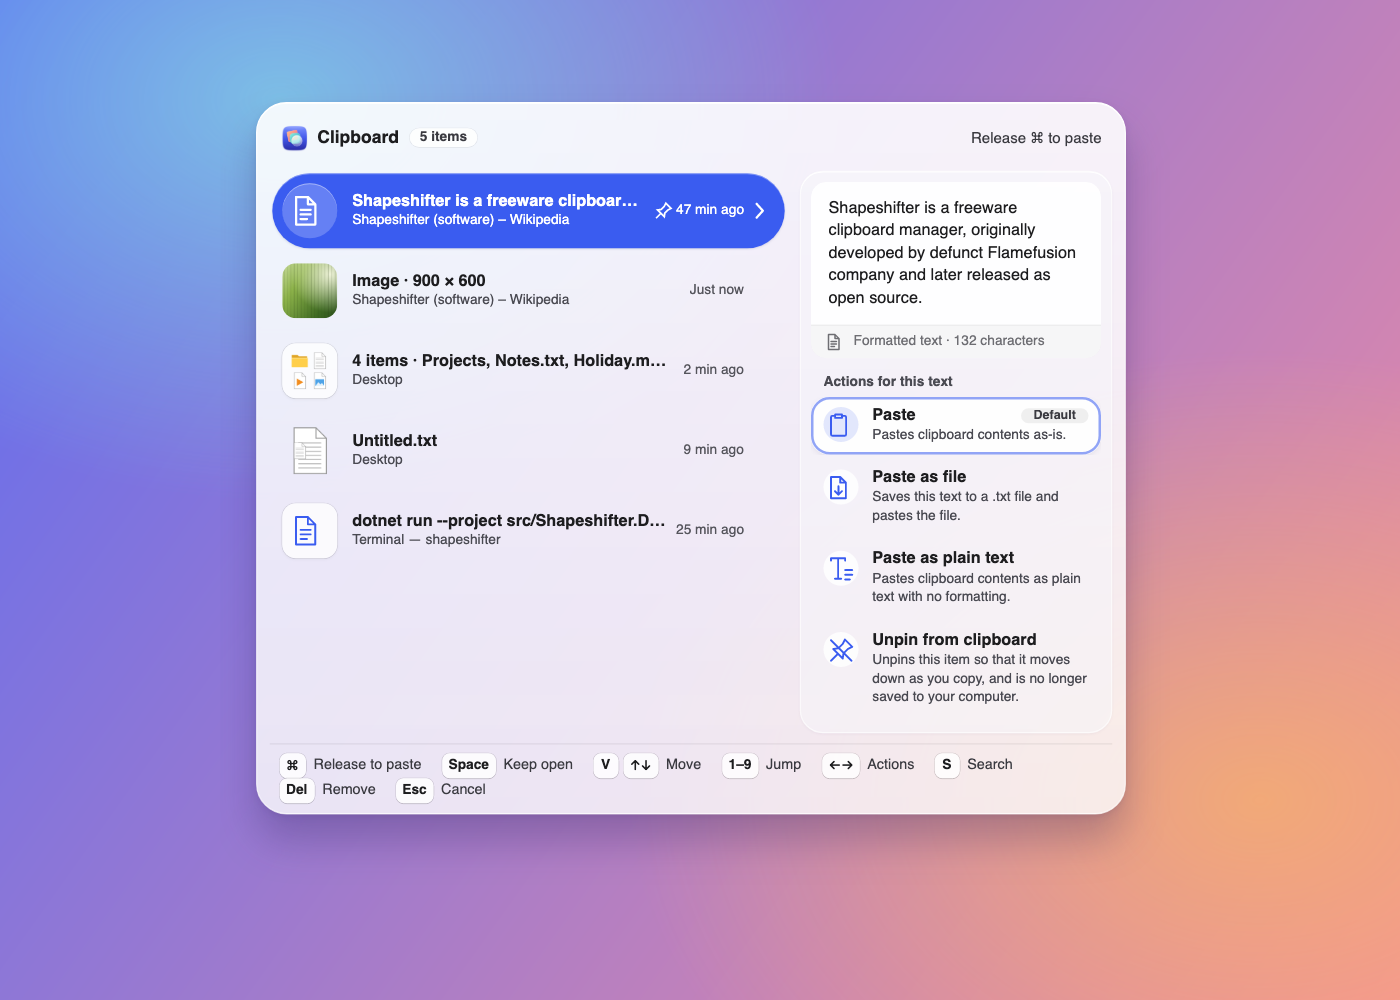 Clipboard 5 items
Release ⌘ to paste
Shapeshifter is a freeware clipboar…
47 min ago
Shapeshifter (software) – Wikipedia
Image · 900 × 600
Just now
Shapeshifter (software) – Wikipedia
4 items · Projects, Notes.txt, Holiday.m…
2 min ago
Desktop
Untitled.txt
9 min ago
Desktop
dotnet run --project src/Shapeshifter.D…
25 min ago
Terminal — shapeshifter
Shapeshifter is a freeware
clipboard manager, originally
developed by defunct Flamefusion
company and later released as
open source.
Formatted text · 132 characters
Actions for this text
Paste Default
Pastes clipboard contents as-is.
Paste as file
Saves this text to a .txt file and
pastes the file.
Paste as plain text
Pastes clipboard contents as plain
text with no formatting.
Unpin from clipboard
Unpins this item so that it moves
down as you copy, and is no longer
saved to your computer.
⌘ Release to paste Space Keep open V ↑↓ Move 1–9 Jump ←→ Actions S Search
Del Remove Esc Cancel